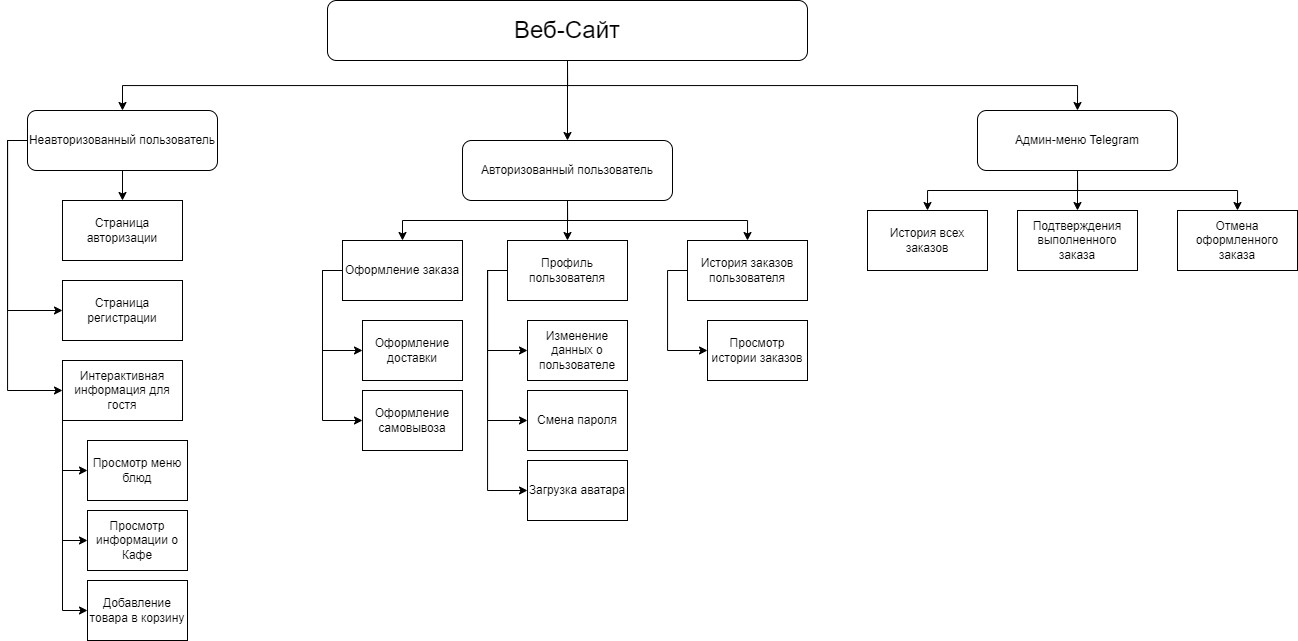 Веб-Сайт
Неавторизованный пользователь
Страница
авторизации
Страница
регистрации
Интерактивная
информация для
гостя
Просмотр меню
блюд
Просмотр
информации о
Кафе
Добавление
товара в корзину
Авторизованный пользователь
Оформление заказа
Оформление
доставки
Оформление
самовывоза
Профиль
пользователя
Изменение
данных о
пользователе
Смена пароля
Загрузка аватара
История заказов
пользователя
Просмотр
истории заказов
Админ-меню Telegram
История всех
заказов
Подтверждения
выполненного
заказа
Отмена
оформленного
заказа